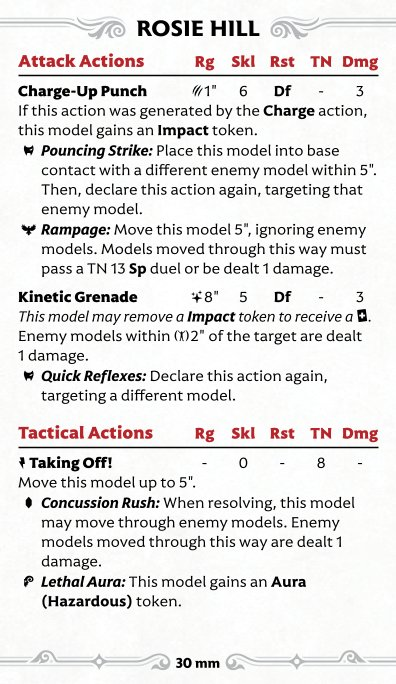 ROSIE HILL
Attack Actions Rg Skl Rst TN Dmg
Charge-Up Punch 1" 6 Df - 3
If this action was generated by the Charge action,
this model gains an Impact token.
Pouncing Strike: Place this model into base
contact with a different enemy model within 5".
Then, declare this action again, targeting that
enemy model.
Rampage: Move this model 5", ignoring enemy
models. Models moved through this way must
pass a TN 13 Sp duel or be dealt 1 damage.
Kinetic Grenade 8" 5 Df - 3
This model may remove a Impact token to receive a .
Enemy models within 2" of the target are dealt
1 damage.
Quick Reflexes: Declare this action again,
targeting a different model.
Tactical Actions Rg Skl Rst TN Dmg
Taking Off! - 0 - 8 -
Move this model up to 5".
Concussion Rush: When resolving, this model
may move through enemy models. Enemy
models moved through this way are dealt 1
damage.
Lethal Aura: This model gains an Aura
(Hazardous) token.
30 mm